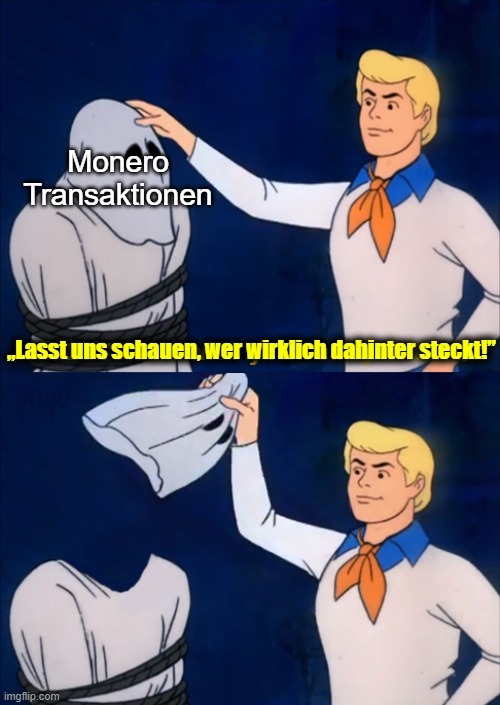 Monero
Transaktionen
„Lasst uns schauen, wer wirklich dahinter steckt!”
imgflip.com